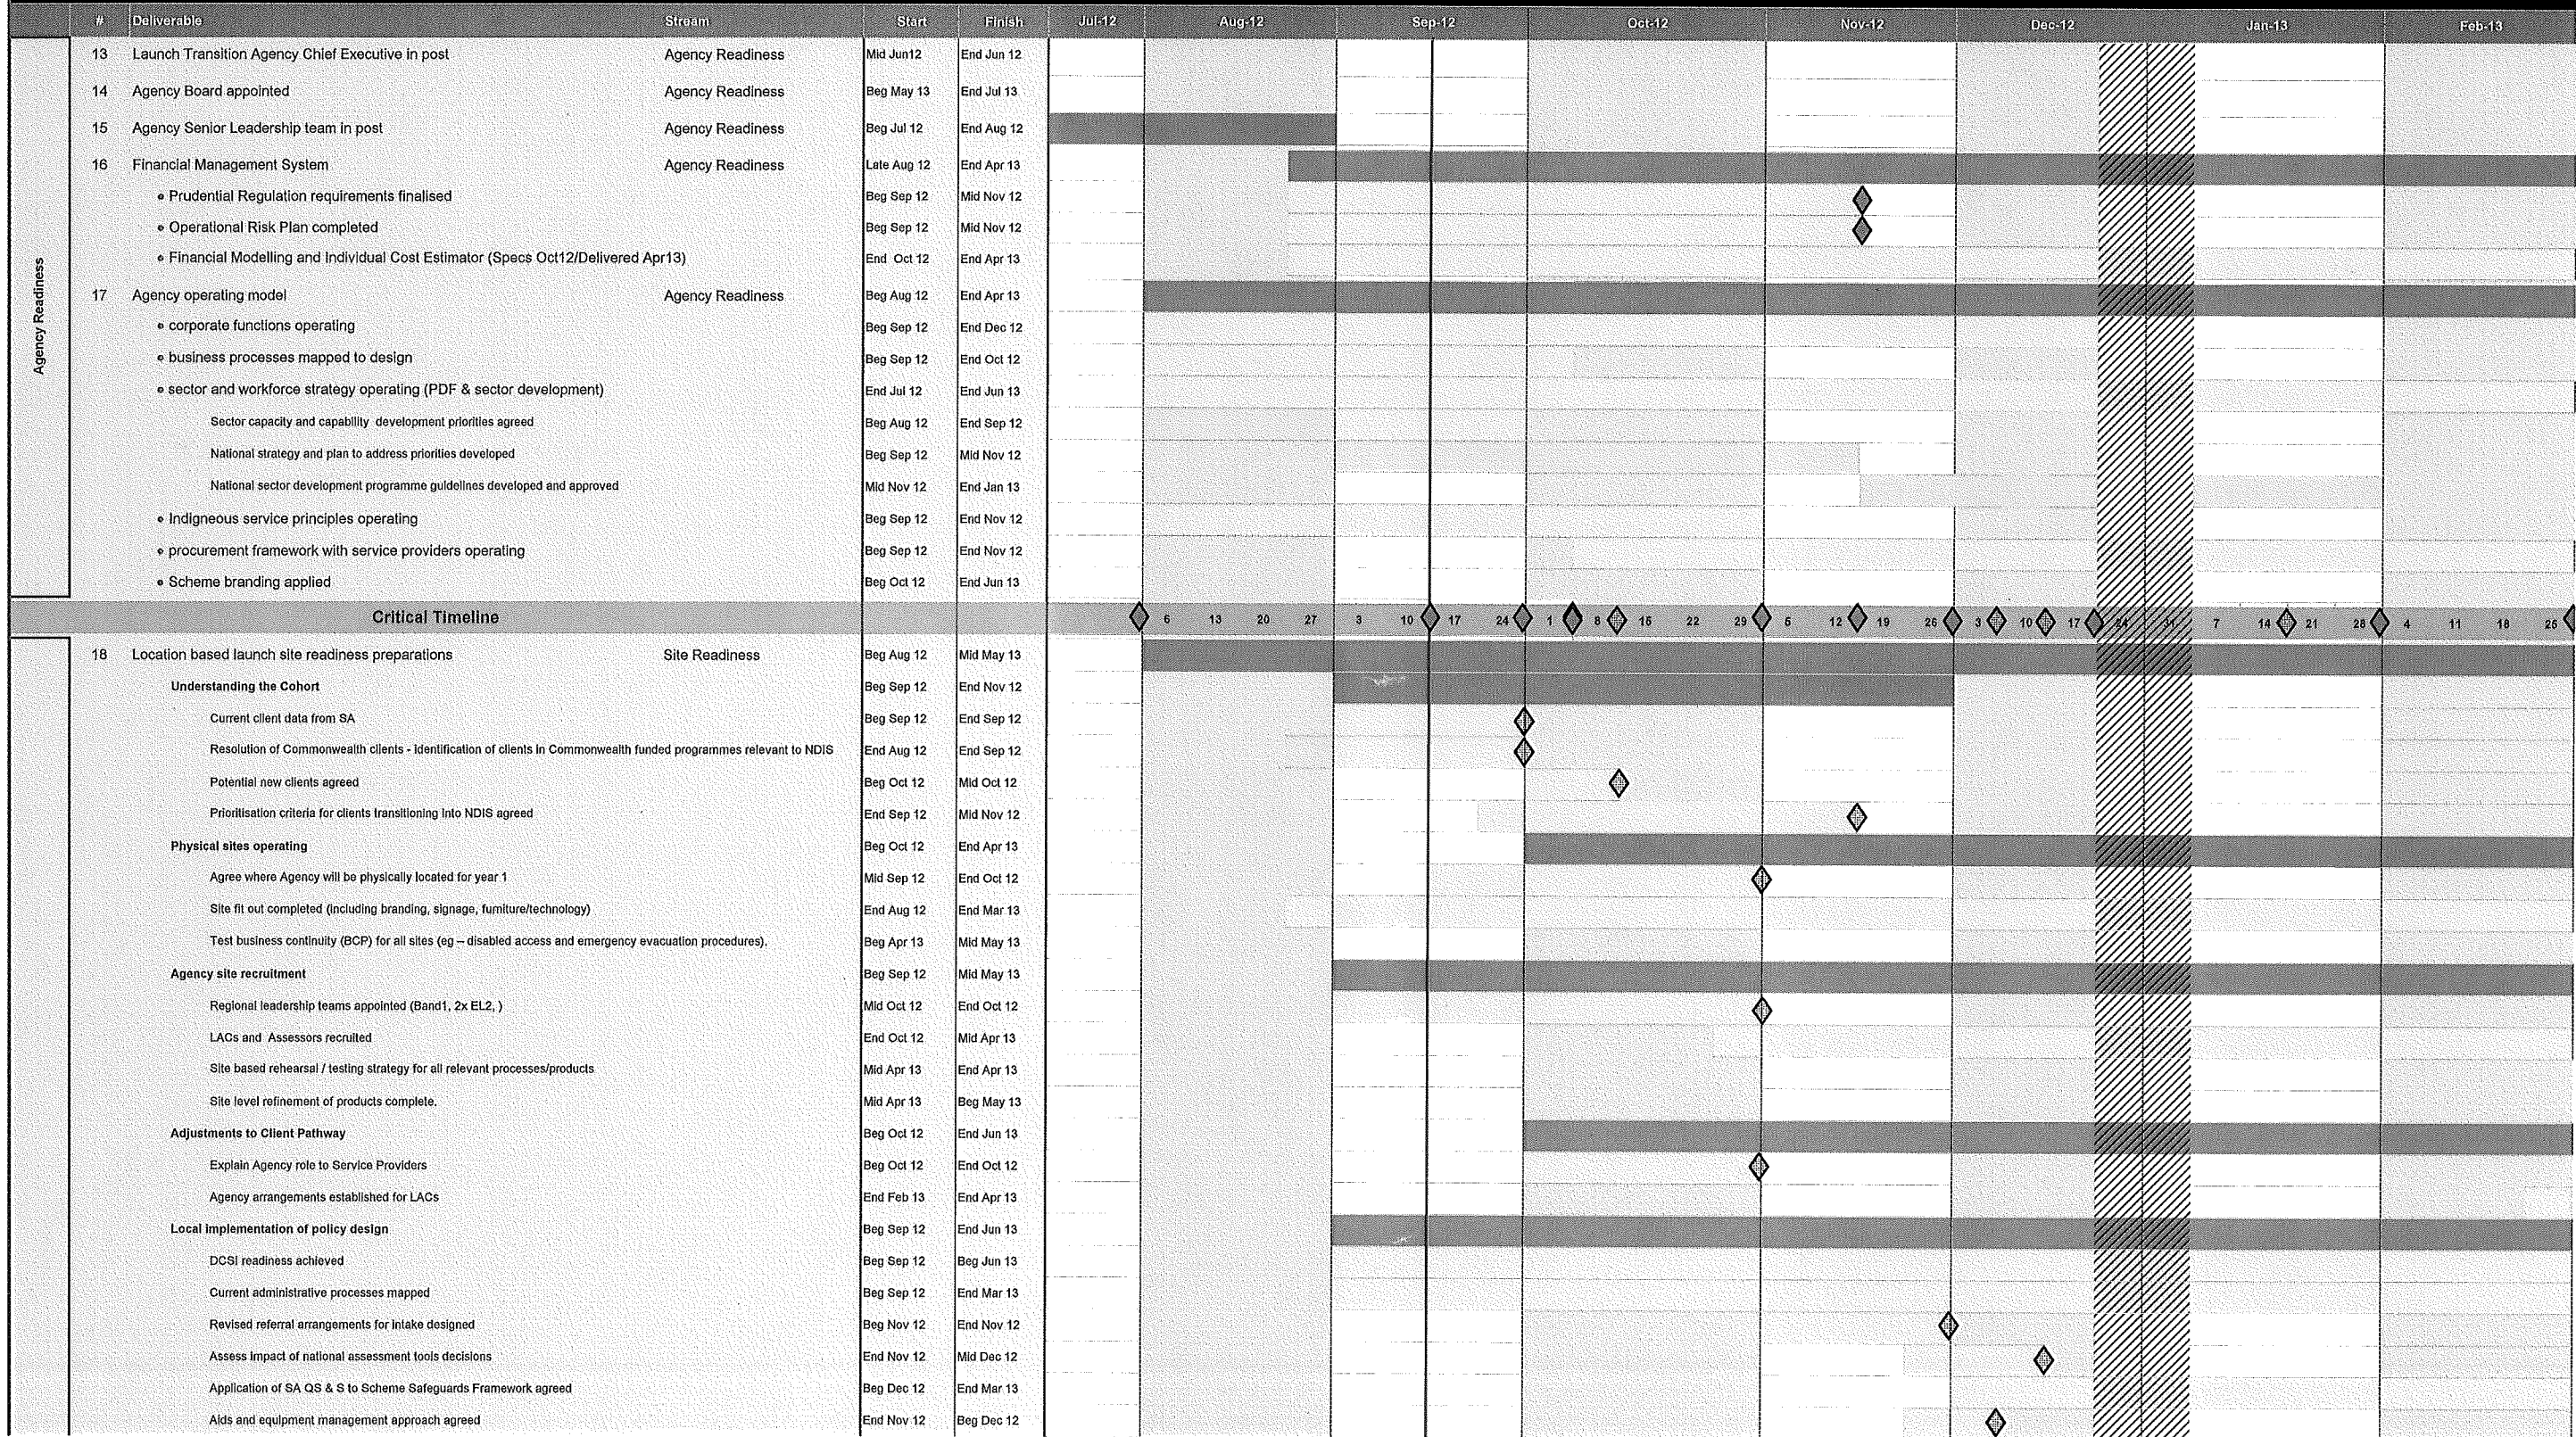 # Deliverable Stream Start Finish Jul-12 Aug-12 Sep-12 Oct-12 Nov-12 Dec-12 Jan-13 Feb-13
Agency Readiness
13 Launch Transition Agency Chief Executive in post Agency Readiness Mid Jun12 End Jun 12
14 Agency Board appointed Agency Readiness Beg May 13 End Jul 13
15 Agency Senior Leadership team in post Agency Readiness Beg Jul 12 End Aug 12
16 Financial Management System Agency Readiness Late Aug 12 End Apr 13
• Prudential Regulation requirements finalised Beg Sep 12 Mid Nov 12
• Operational Risk Plan completed Beg Sep 12 Mid Nov 12
• Financial Modelling and Individual Cost Estimator (Specs Oct12/Delivered Apr13) End Oct 12 End Apr 13
17 Agency operating model Agency Readiness Beg Aug 12 End Apr 13
• corporate functions operating Beg Sep 12 End Dec 12
• business processes mapped to design Beg Sep 12 End Oct 12
• sector and workforce strategy operating (PDF & sector development) End Jul 12 End Jun 13
Sector capacity and capability development priorities agreed Beg Aug 12 End Sep 12
National strategy and plan to address priorities developed Beg Sep 12 Mid Nov 12
National sector development programme guidelines developed and approved Mid Nov 12 End Jan 13
• Indigneous service principles operating Beg Sep 12 End Nov 12
• procurement framework with service providers operating Beg Sep 12 End Nov 12
• Scheme branding applied Beg Oct 12 End Jun 13
Critical Timeline 6 13 20 27 3 10 17 24 1 8 15 22 29 5 12 19 26 3 10 17 24 31 7 14 21 28 4 11 18 25
18 Location based launch site readiness preparations Site Readiness Beg Aug 12 Mid May 13
Understanding the Cohort Beg Sep 12 End Nov 12
Current client data from SA Beg Sep 12 End Sep 12
Resolution of Commonwealth clients - identification of clients in Commonwealth funded programmes relevant to NDIS End Aug 12 End Sep 12
Potential new clients agreed Beg Oct 12 Mid Oct 12
Prioritisation criteria for clients transitioning into NDIS agreed End Sep 12 Mid Nov 12
Physical sites operating Beg Oct 12 End Apr 13
Agree where Agency will be physically located for year 1 Mid Sep 12 End Oct 12
Site fit out completed (including branding, signage, furniture/technology) End Aug 12 End Mar 13
Test business continuity (BCP) for all sites (eg – disabled access and emergency evacuation procedures). Beg Apr 13 Mid May 13
Agency site recruitment Beg Sep 12 Mid May 13
Regional leadership teams appointed (Band1, 2x EL2, ) Mid Oct 12 End Oct 12
LACs and Assessors recruited End Oct 12 Mid Apr 13
Site based rehearsal / testing strategy for all relevant processes/products Mid Apr 13 End Apr 13
Site level refinement of products complete. Mid Apr 13 Beg May 13
Adjustments to Client Pathway Beg Oct 12 End Jun 13
Explain Agency role to Service Providers Beg Oct 12 End Oct 12
Agency arrangements established for LACs End Feb 13 End Apr 13
Local implementation of policy design Beg Sep 12 End Jun 13
DCSI readiness achieved Beg Sep 12 Beg Jun 13
Current administrative processes mapped Beg Sep 12 End Mar 13
Revised referral arrangements for intake designed Beg Nov 12 End Nov 12
Assess impact of national assessment tools decisions End Nov 12 Mid Dec 12
Application of SA QS & S to Scheme Safeguards Framework agreed Beg Dec 12 End Mar 13
Aids and equipment management approach agreed End Nov 12 Beg Dec 12